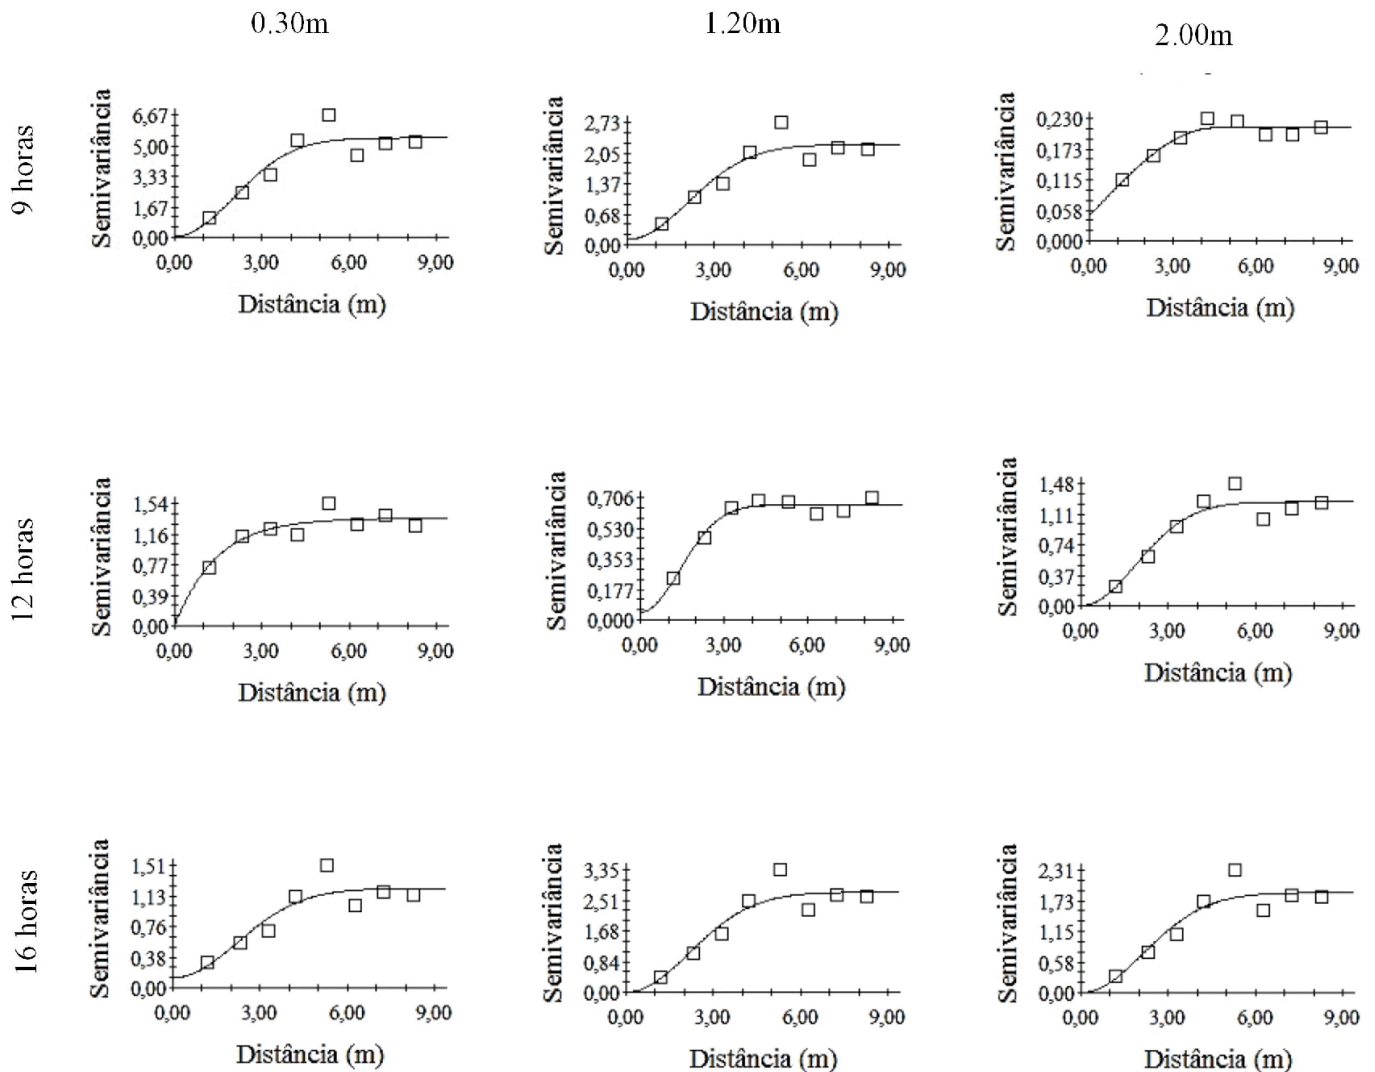 0.30m 1.20m 2.00m
9 horas
Semivariância
6,67
5,00
3,33
1,67
0,00
0,00 3,00 6,00 9,00
Distância (m)
Semivariância
2,73
2,05
1,37
0,68
0,00
0,00 3,00 6,00 9,00
Distância (m)
Semivariância
0,230
0,173
0,115
0,058
0,000
0,00 3,00 6,00 9,00
Distância (m)
12 horas
Semivariância
1,54
1,16
0,77
0,39
0,00
0,00 3,00 6,00 9,00
Distância (m)
Semivariância
0,706
0,530
0,353
0,177
0,000
0,00 3,00 6,00 9,00
Distância (m)
Semivariância
1,48
1,11
0,74
0,37
0,00
0,00 3,00 6,00 9,00
Distância (m)
16 horas
Semivariância
1,51
1,13
0,76
0,38
0,00
0,00 3,00 6,00 9,00
Distância (m)
Semivariância
3,35
2,51
1,68
0,84
0,00
0,00 3,00 6,00 9,00
Distância (m)
Semivariância
2,31
1,73
1,15
0,58
0,00
0,00 3,00 6,00 9,00
Distância (m)